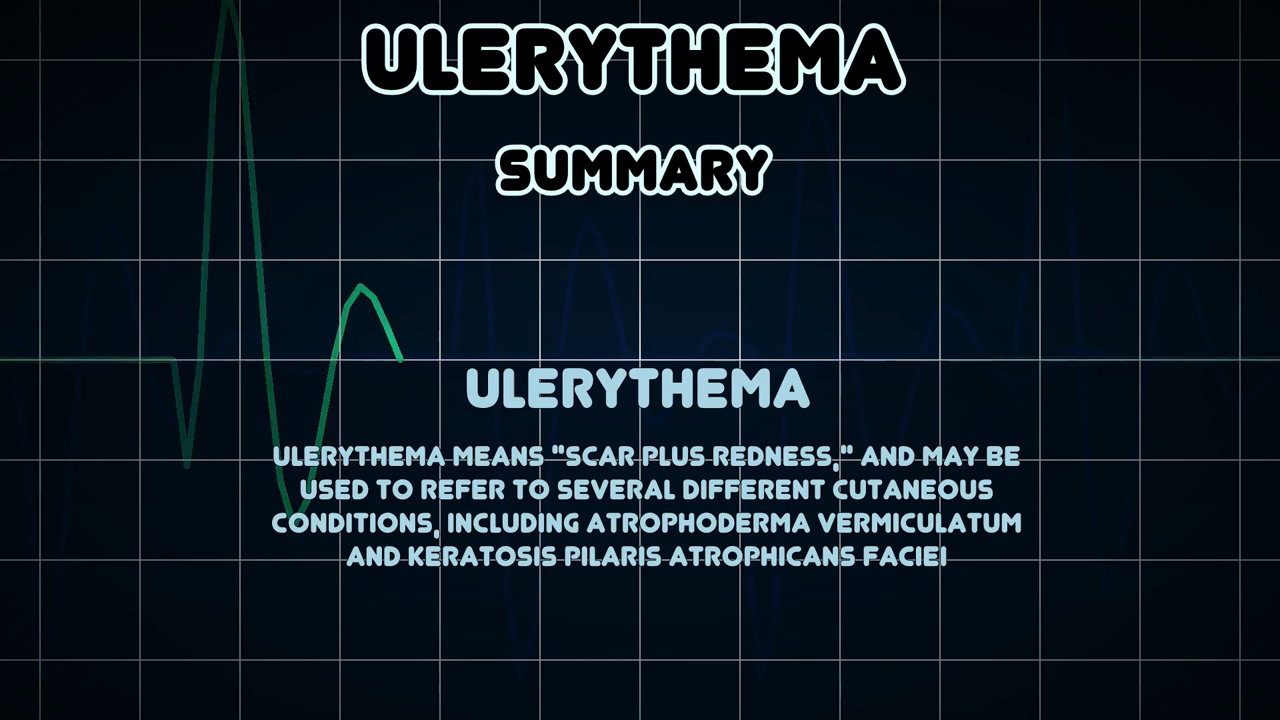 ULERYTHEMA
SUMMARY
ULERYTHEMA
ULERYTHEMA MEANS "SCAR PLUS REDNESS," AND MAY BE
USED TO REFER TO SEVERAL DIFFERENT CUTANEOUS
CONDITIONS, INCLUDING ATROPHODERMA VERMICULATUM
AND KERATOSIS PILARIS ATROPHICANS FACIEI